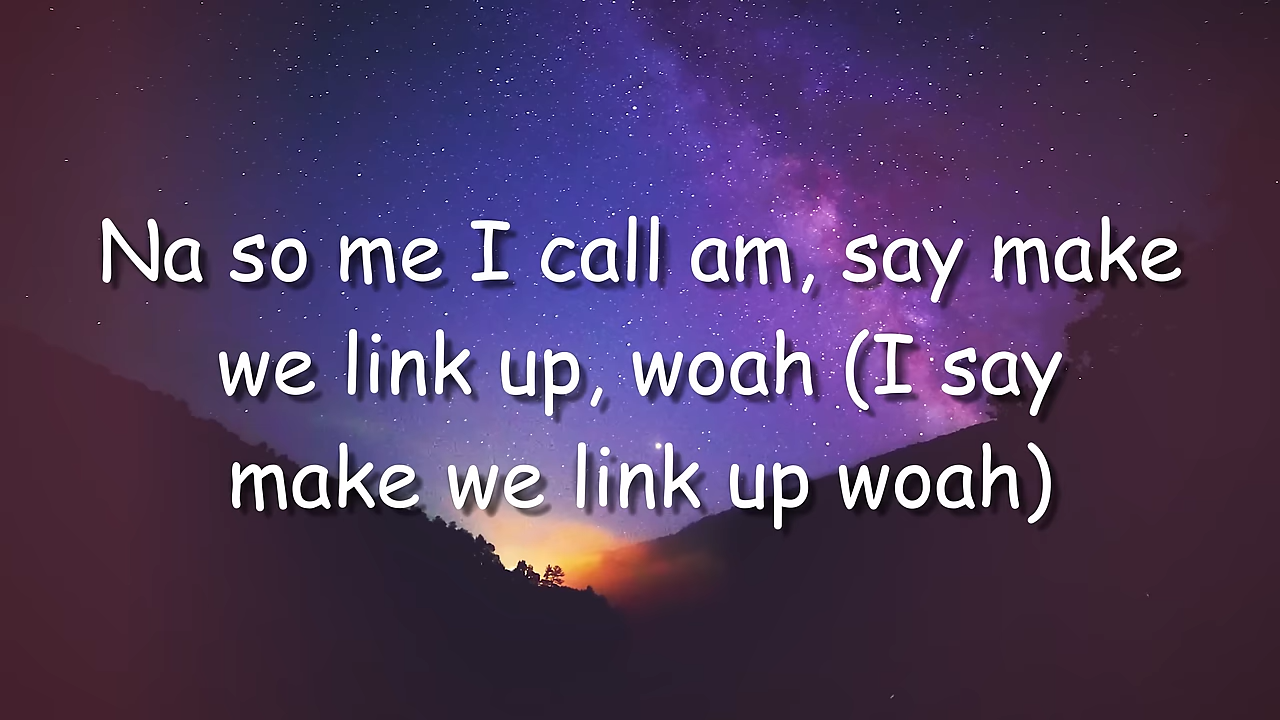 Na so me I call am, say make
we link up, woah (I say
make we link up woah)